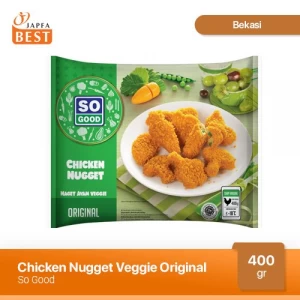 JAPFA
BEST
Bekasi
SO
GOOD
CHICKEN
NUGGET
ORIGINAL
Chicken Nugget Veggie Original
So Good
400
gr